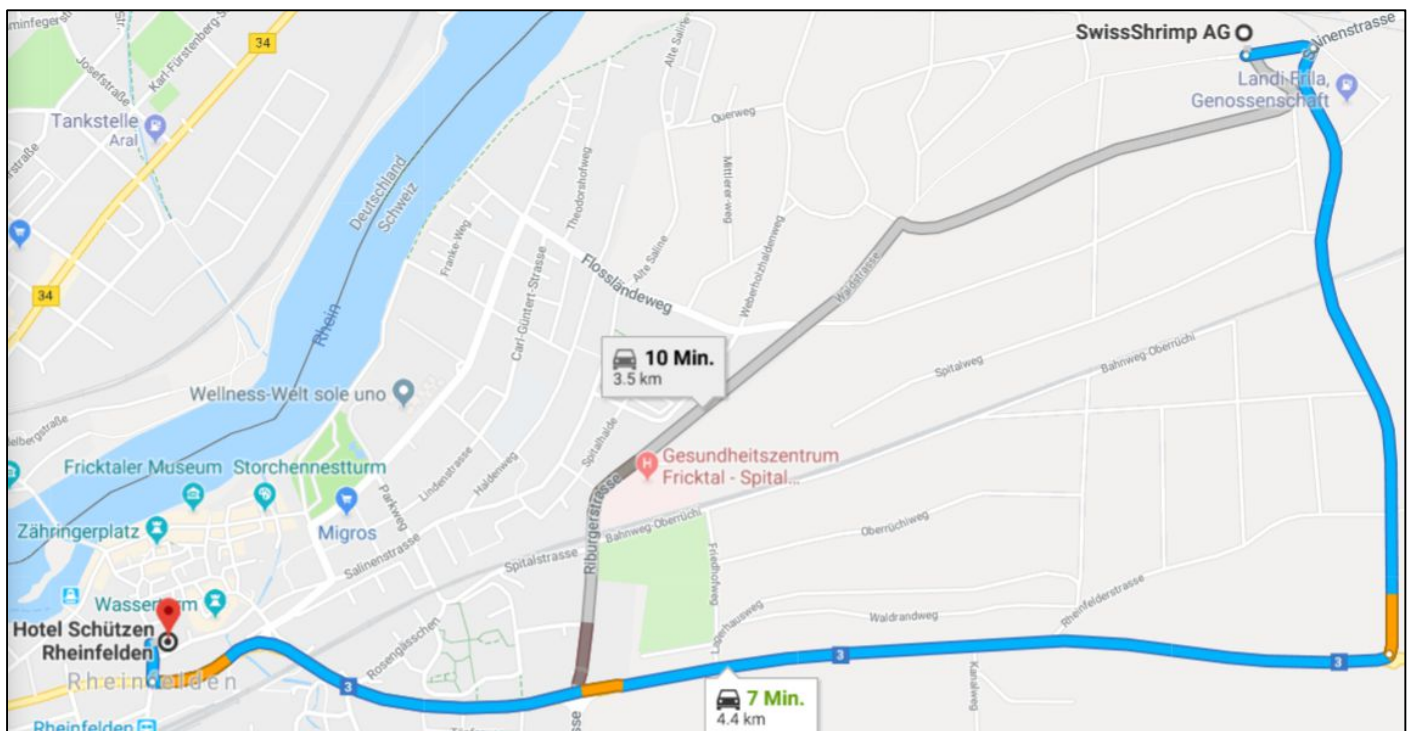 Josefstraße
Karl-Fürstenberg-S
34
Tankstelle
Aral
34
Deutschland
Schweiz
Rhein
Franke-Weg
Carl-Güntert-Strasse
Theodorshofweg
Alte Saline
Alte Saline
Flossländeweg
Querweg
Mittlerer-weg
Weberholzhaldenweg
Waldstrasse
SwissShrimp AG
Landi Frila,
Genossenschaft
10 Min.
3.5 km
Spitalweg
Bahnweg-Oberrüchi
Wellness-Welt sole uno
Fricktaler Museum
Storchennestturm
Zähringerplatz
Migros
Parkweg
Lindenstrasse
Haldenweg
Spitalhalde
Salinenstrasse
Spitalstrasse
Riburgerstrasse
Gesundheitszentrum
Fricktal - Spital...
Bahnweg-Oberrüchi
Friedhofweg
Oberrüchiweg
Waldrandweg
Rheinfelderstrasse
Kanalweg
Wasserturm
Hotel Schützen
Rheinfelden
Rheinfelden
Rosengässchen
3
3
3
7 Min.
4.4 km
Rheinfelden